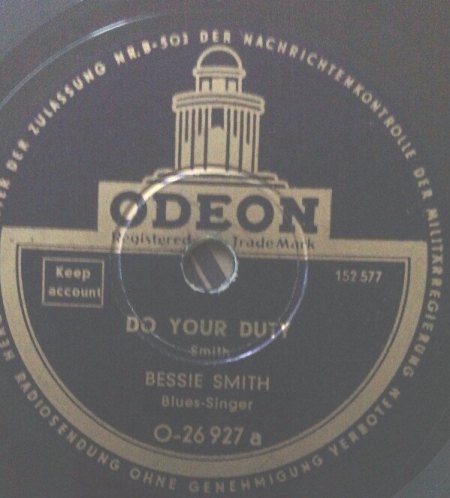 TER DER ZULASSUNG NR. B-503 DER NACHRICHTENKONTROLLE DER MILITÄRREGIERUNG
ODEON
Registered Trade Mark
Keep
account
152 577
DO YOUR DUTY
Smith
BESSIE SMITH
Blues-Singer
O-26 927 a
RADIOSENDUNG OHNE GENEHMIGUNG VERBOTEN